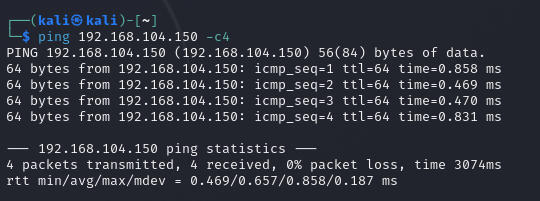 ┌──(kali㉿kali)-[~]
└─$ ping 192.168.104.150 -c4
PING 192.168.104.150 (192.168.104.150) 56(84) bytes of data.
64 bytes from 192.168.104.150: icmp_seq=1 ttl=64 time=0.858 ms
64 bytes from 192.168.104.150: icmp_seq=2 ttl=64 time=0.469 ms
64 bytes from 192.168.104.150: icmp_seq=3 ttl=64 time=0.470 ms
64 bytes from 192.168.104.150: icmp_seq=4 ttl=64 time=0.831 ms

--- 192.168.104.150 ping statistics ---
4 packets transmitted, 4 received, 0% packet loss, time 3074ms
rtt min/avg/max/mdev = 0.469/0.657/0.858/0.187 ms